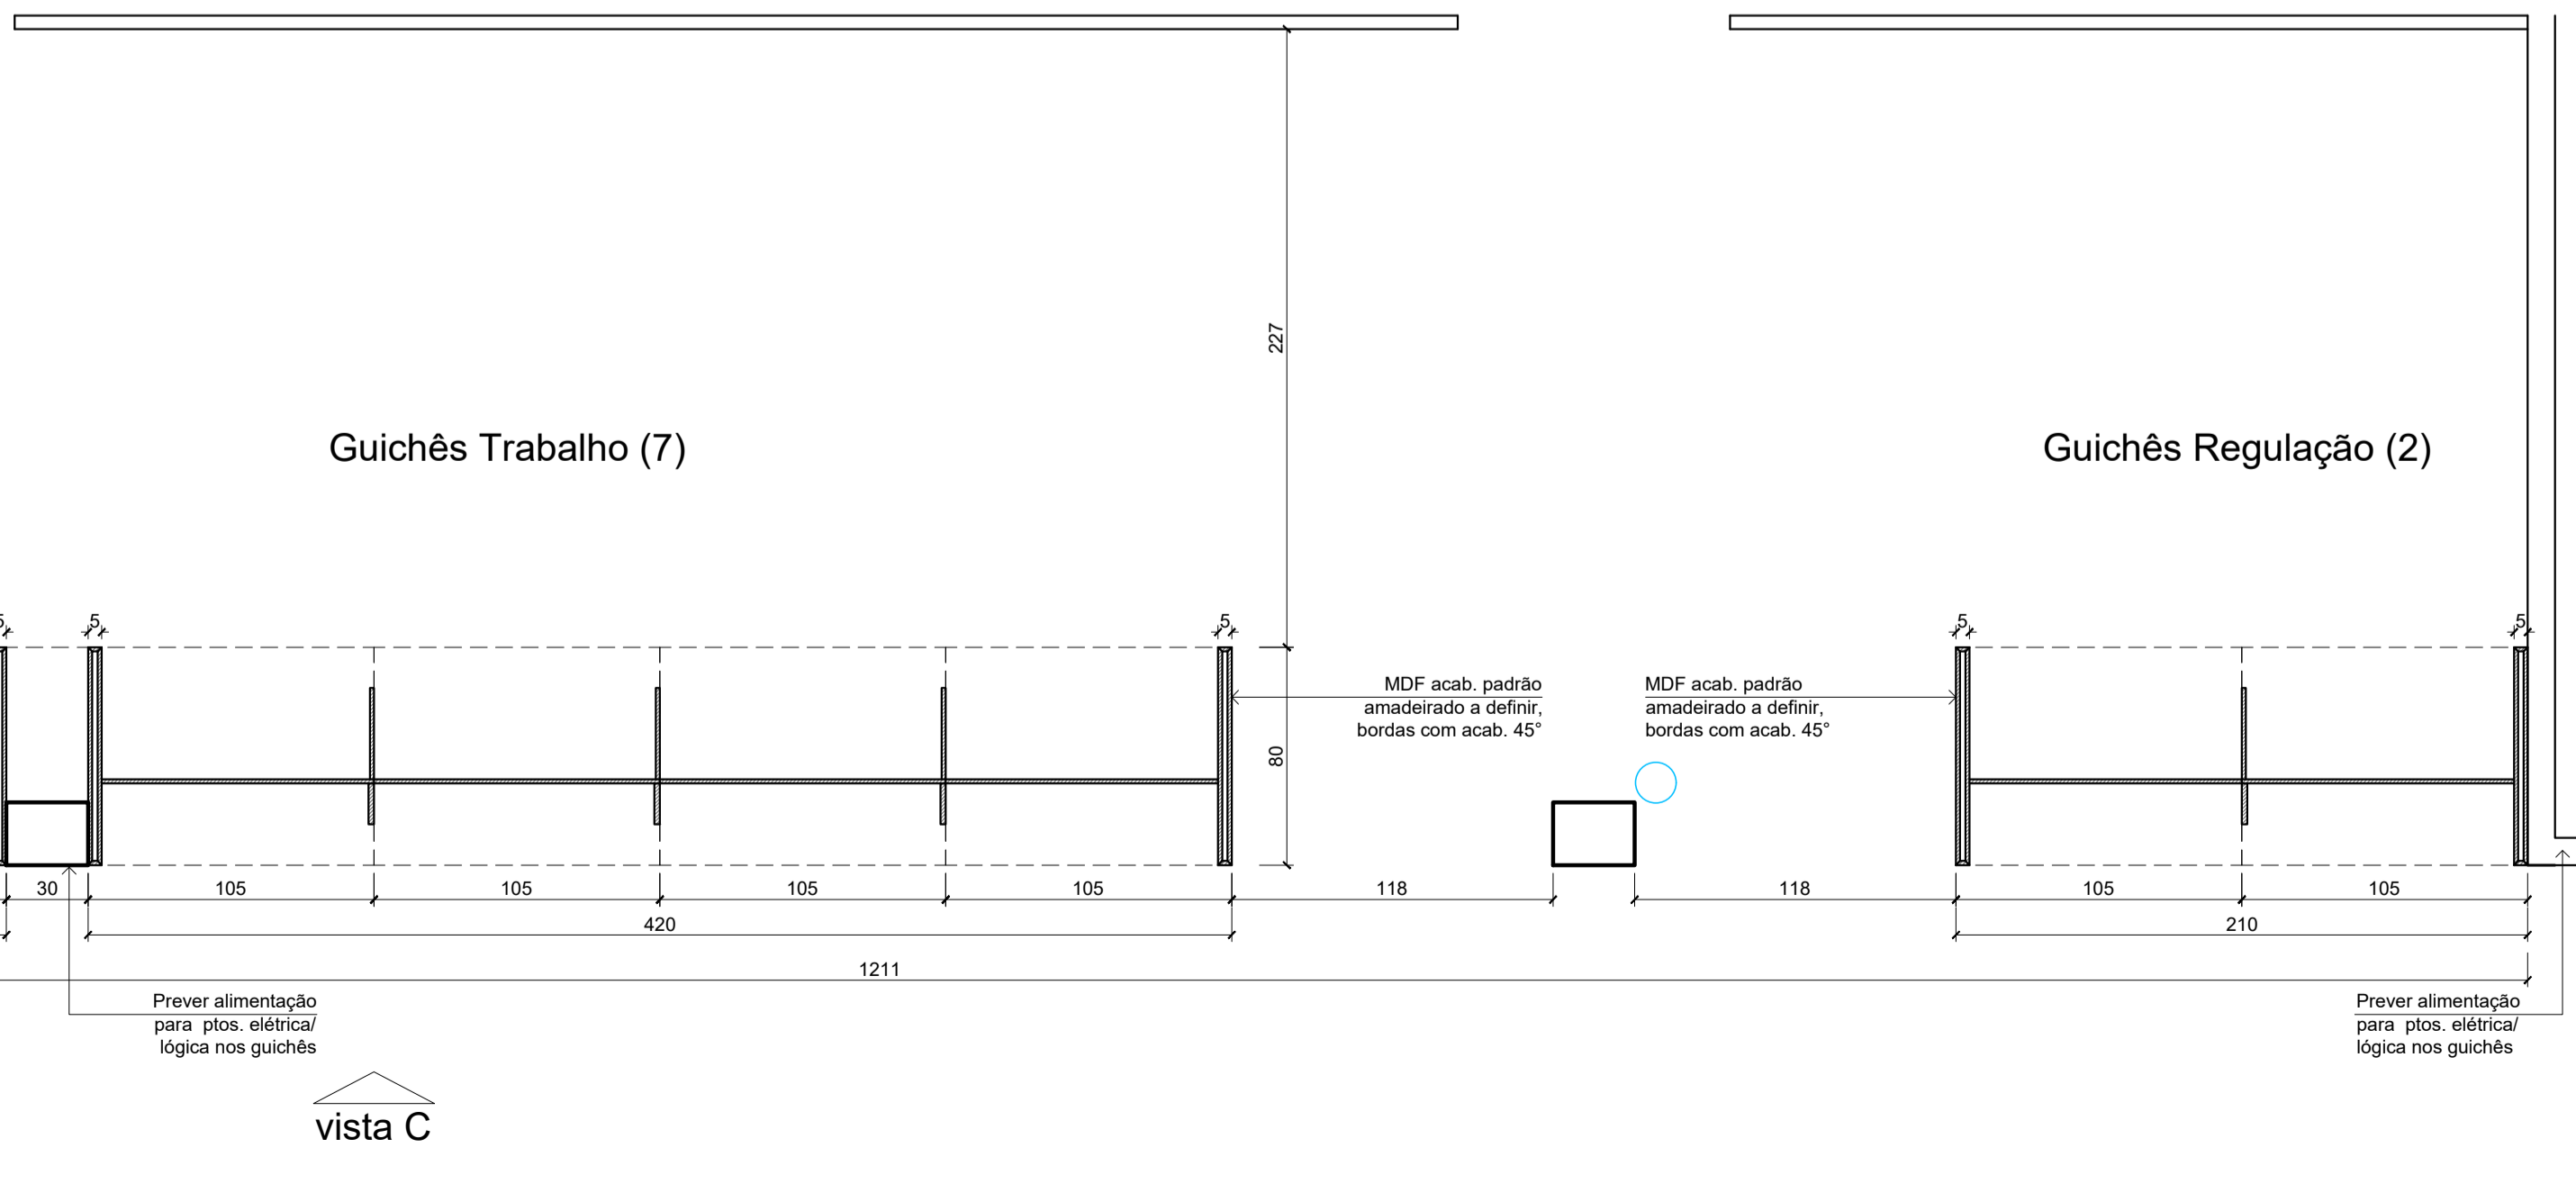 227
Guichês Trabalho (7)
Guichês Regulação (2)
5
5
5
5
5
MDF acab. padrão
amadeirado a definir,
bordas com acab. 45°
MDF acab. padrão
amadeirado a definir,
bordas com acab. 45°
80
30
105
105
105
105
118
118
105
105
420
210
1211
Prever alimentação
para ptos. elétrica/
lógica nos guichês
Prever alimentação
para ptos. elétrica/
lógica nos guichês
vista C